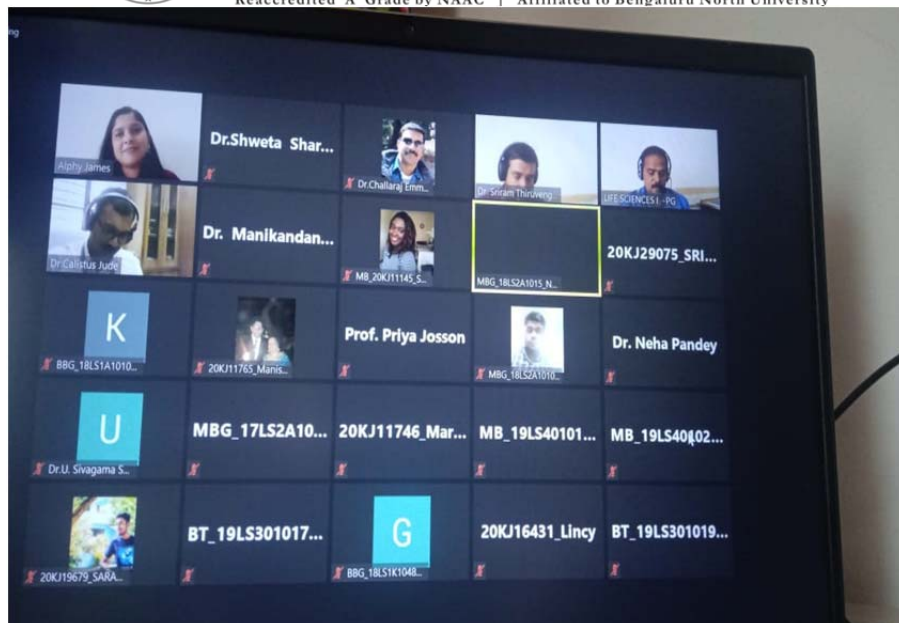 Reaccredited 'A' Grade by NAAC | Affiliated to Bengaluru North University
Alphy James
Dr.Shweta Shar...
Dr.Challaraj Emm...
Dr. Sriram Thiruveng...
LIFE SCIENCES I -PG
Dr.Calistus Jude
Dr. Manikandan...
MB_20KJ11145_S...
MBG_18LS2A1015_N...
20KJ29075_SRI...
K
BBG_18LS1A1010...
20KJ11765_Manis...
Prof. Priya Josson
MBG_18LS2A1010...
Dr. Neha Pandey
U
Dr.U. Sivagama S...
MBG_17LS2A10...
20KJ11746_Mar...
MB_19LS40101...
MB_19LS40102...
20KJ19679_SARA...
BT_19LS301017...
G
BBG_18LS1K1048...
20KJ16431_Lincy
BT_19LS301019...